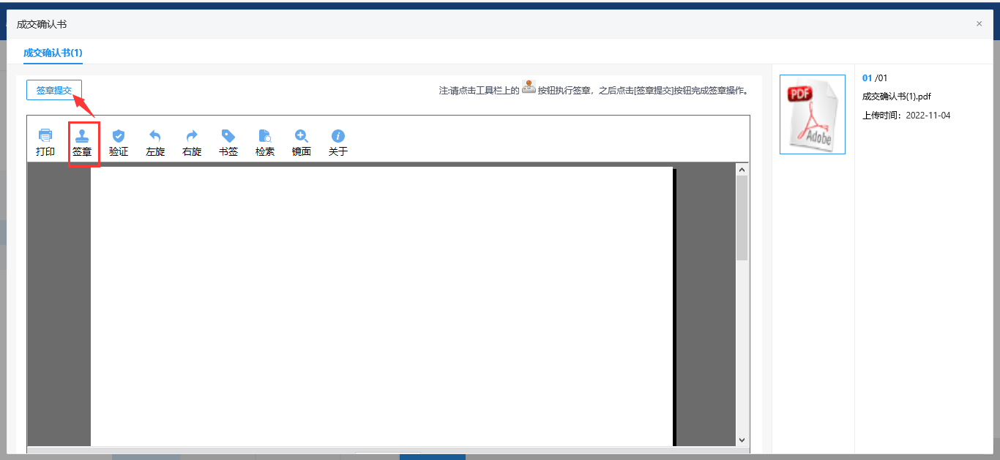 成交确认书
×
成交确认书(1)
签章提交
注:请点击工具栏上的 按钮执行签章，之后点击[签章提交]按钮完成签章操作。
打印 签章 验证 左旋 右旋 书签 检索 镜面 关于
PDF
Adobe
01 /01
成交确认书(1).pdf
上传时间：2022-11-04